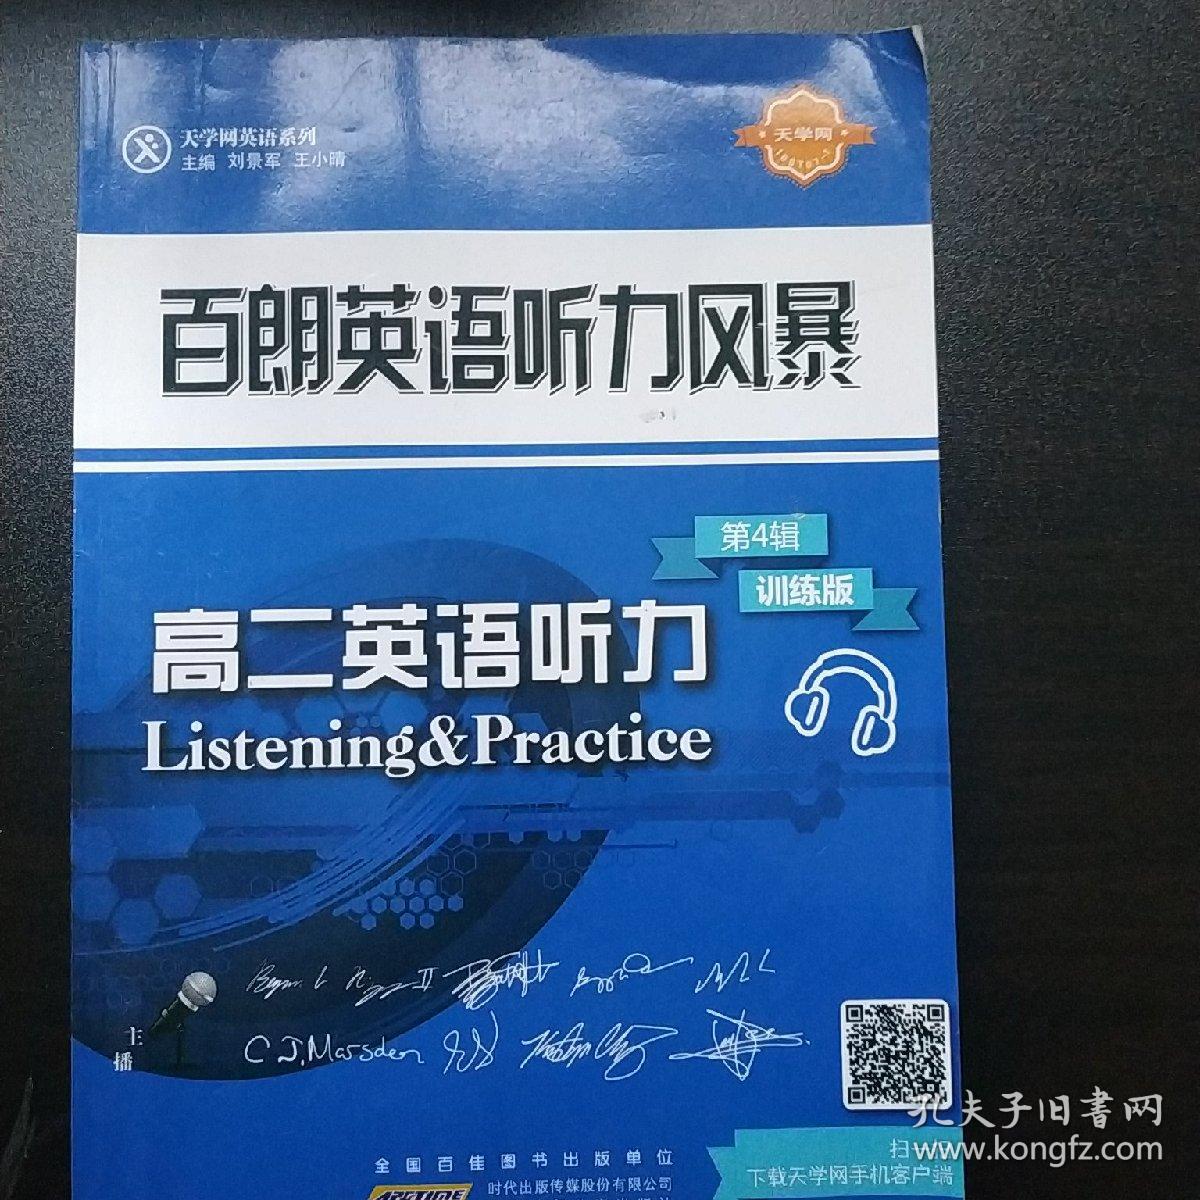 天学网英语系列
主编 刘景军 王小晴
天学网
百朗英语听力风暴
第4辑
训练版
高二英语听力
Listening&Practice
主播
C J. Marsden
扫一扫
下载天学网手机客户端
全国百佳图书出版单位
时代出版传媒股份有限公司
孔夫子旧书网
www.kongfz.com